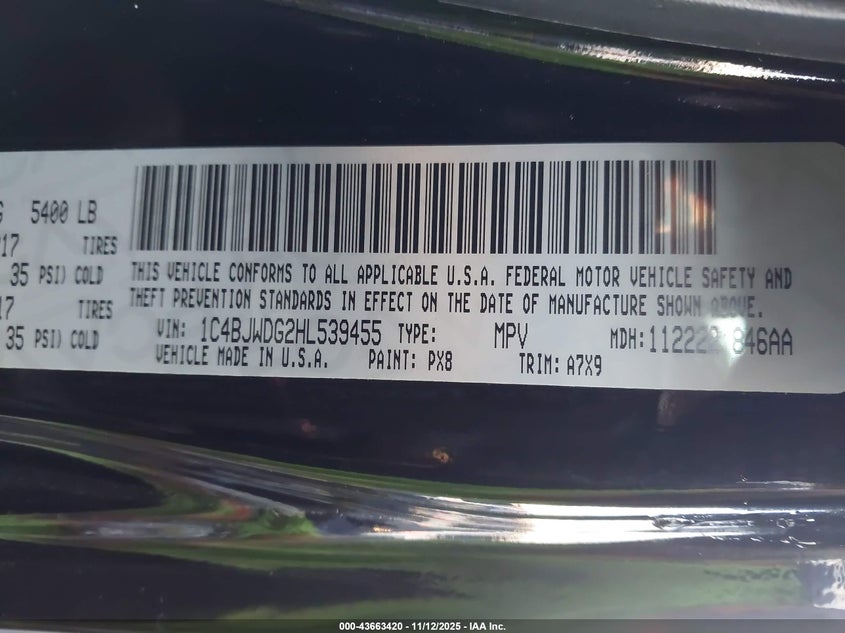 5400 LB
17 TIRES
35 PSI) COLD
17 TIRES
35 PSI) COLD
THIS VEHICLE CONFORMS TO ALL APPLICABLE U.S.A. FEDERAL MOTOR VEHICLE SAFETY AND
THEFT PREVENTION STANDARDS IN EFFECT ON THE DATE OF MANUFACTURE SHOWN ABOVE.
VIN: 1C4BJWDG2HL539455 TYPE: MPV MDH:
VEHICLE MADE IN U.S.A. PAINT: PX8 TRIM: A7X9
000-43663420 - 11/12/2025 - IAA Inc.